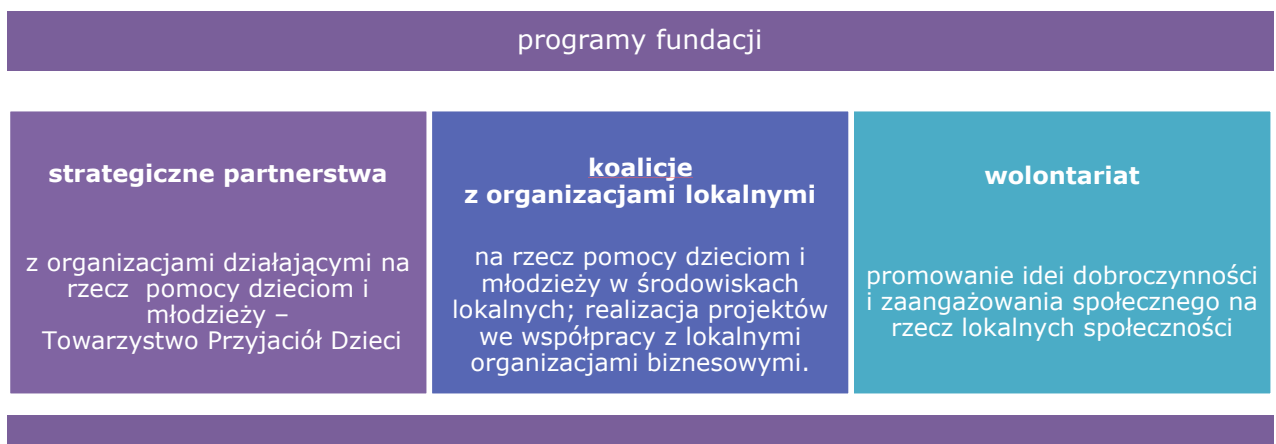 programy fundacji
strategiczne partnerstwa
z organizacjami działającymi na
rzecz  pomocy dzieciom i
młodzieży –
Towarzystwo Przyjaciół Dzieci
koalicje
z organizacjami lokalnymi
na rzecz pomocy dzieciom i
młodzieży w środowiskach
lokalnych; realizacja projektów
we współpracy z lokalnymi
organizacjami biznesowymi.
wolontariat
promowanie idei dobroczynności
i zaangażowania społecznego na
rzecz lokalnych społeczności